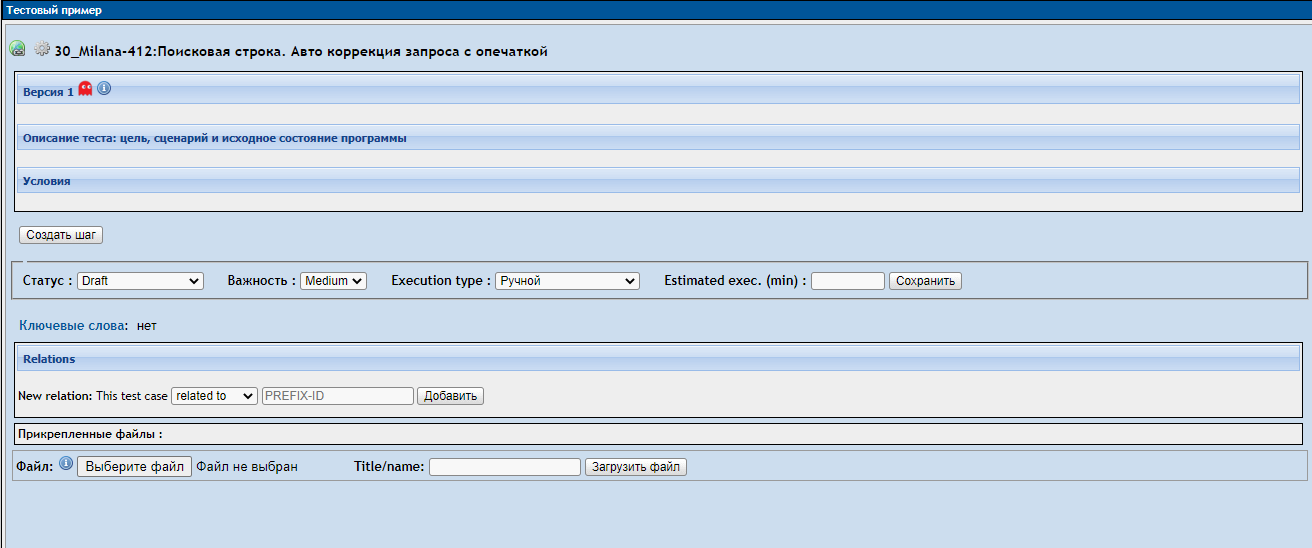 Тестовый пример
30_Milana-412:Поисковая строка. Авто коррекция запроса с опечаткой
Версия 1
Описание теста: цель, сценарий и исходное состояние программы
Условия
Создать шаг
Статус : Draft Важность : Medium Execution type : Ручной Estimated exec. (min) : Сохранить
Ключевые слова: нет
Relations
New relation: This test case related to PREFIX-ID Добавить
Прикрепленные файлы :
Файл: Выберите файл Файл не выбран Title/name: Загрузить файл